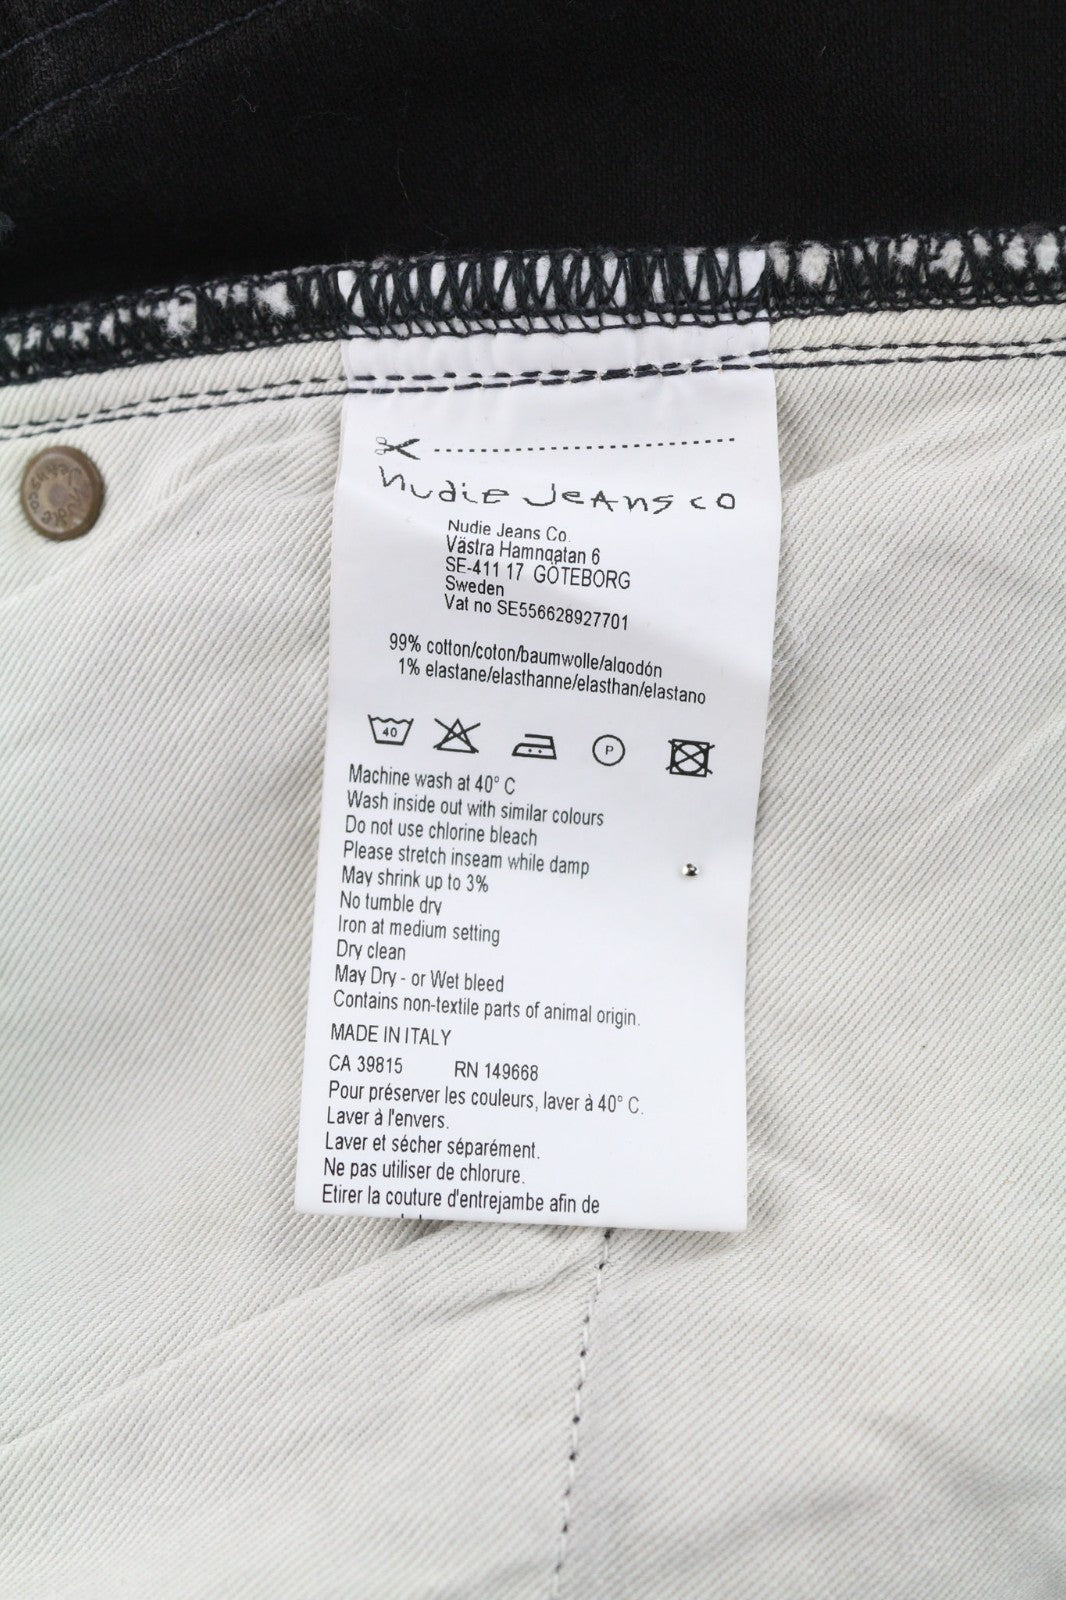 nudie Jeans co
Nudie Jeans Co.
Västra Hamngatan 6
SE-411 17 GÖTEBORG
Sweden
Vat no SE556628927701
99% cotton/coton/baumwolle/algodón
1% elastane/elasthanne/elasthan/elastano
40
P
Machine wash at 40° C
Wash inside out with similar colours
Do not use chlorine bleach
Please stretch inseam while damp
May shrink up to 3%
No tumble dry
Iron at medium setting
Dry clean
May Dry - or Wet bleed
Contains non-textile parts of animal origin.
MADE IN ITALY
CA 39815 RN 149668
Pour préserver les couleurs, laver à 40° C.
Laver à l'envers.
Laver et sécher séparément.
Ne pas utiliser de chlorure.
Etirer la couture d'entrejambe afin de